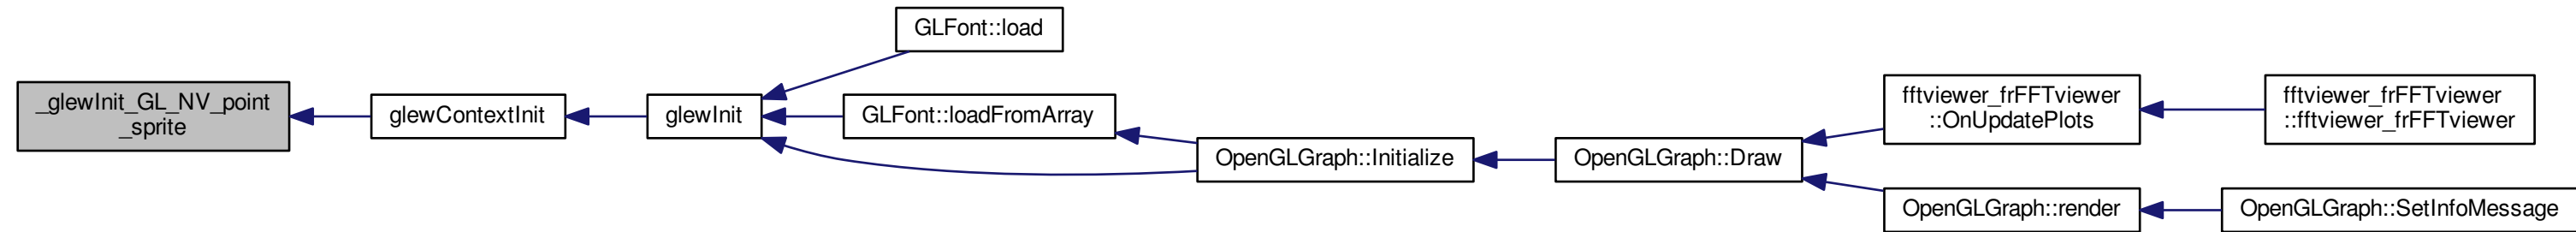 _glewInit_GL_NV_point
_sprite
glewContextInit
glewInit
GLFont::load
GLFont::loadFromArray
OpenGLGraph::Initialize
OpenGLGraph::Draw
fftviewer_frFFTviewer
::OnUpdatePlots
fftviewer_frFFTviewer
::fftviewer_frFFTviewer
OpenGLGraph::render
OpenGLGraph::SetInfoMessage